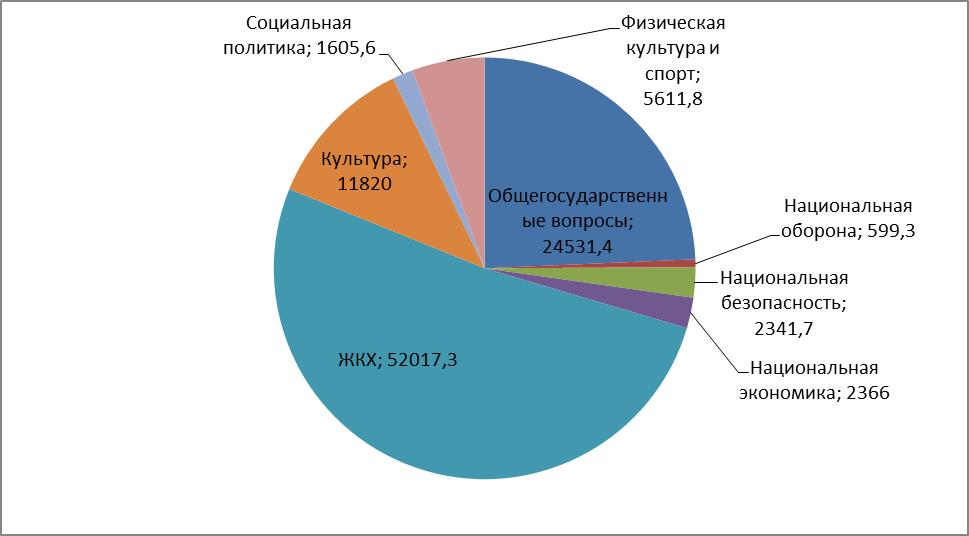 Социальная
политика; 1605,6
Физическая
культура и
спорт;
5611,8
Культура;
11820
Общегосударственн
ые вопросы;
24531,4
Национальная
оборона; 599,3
Национальная
безопасность;
2341,7
ЖКХ; 52017,3
Национальная
экономика; 2366